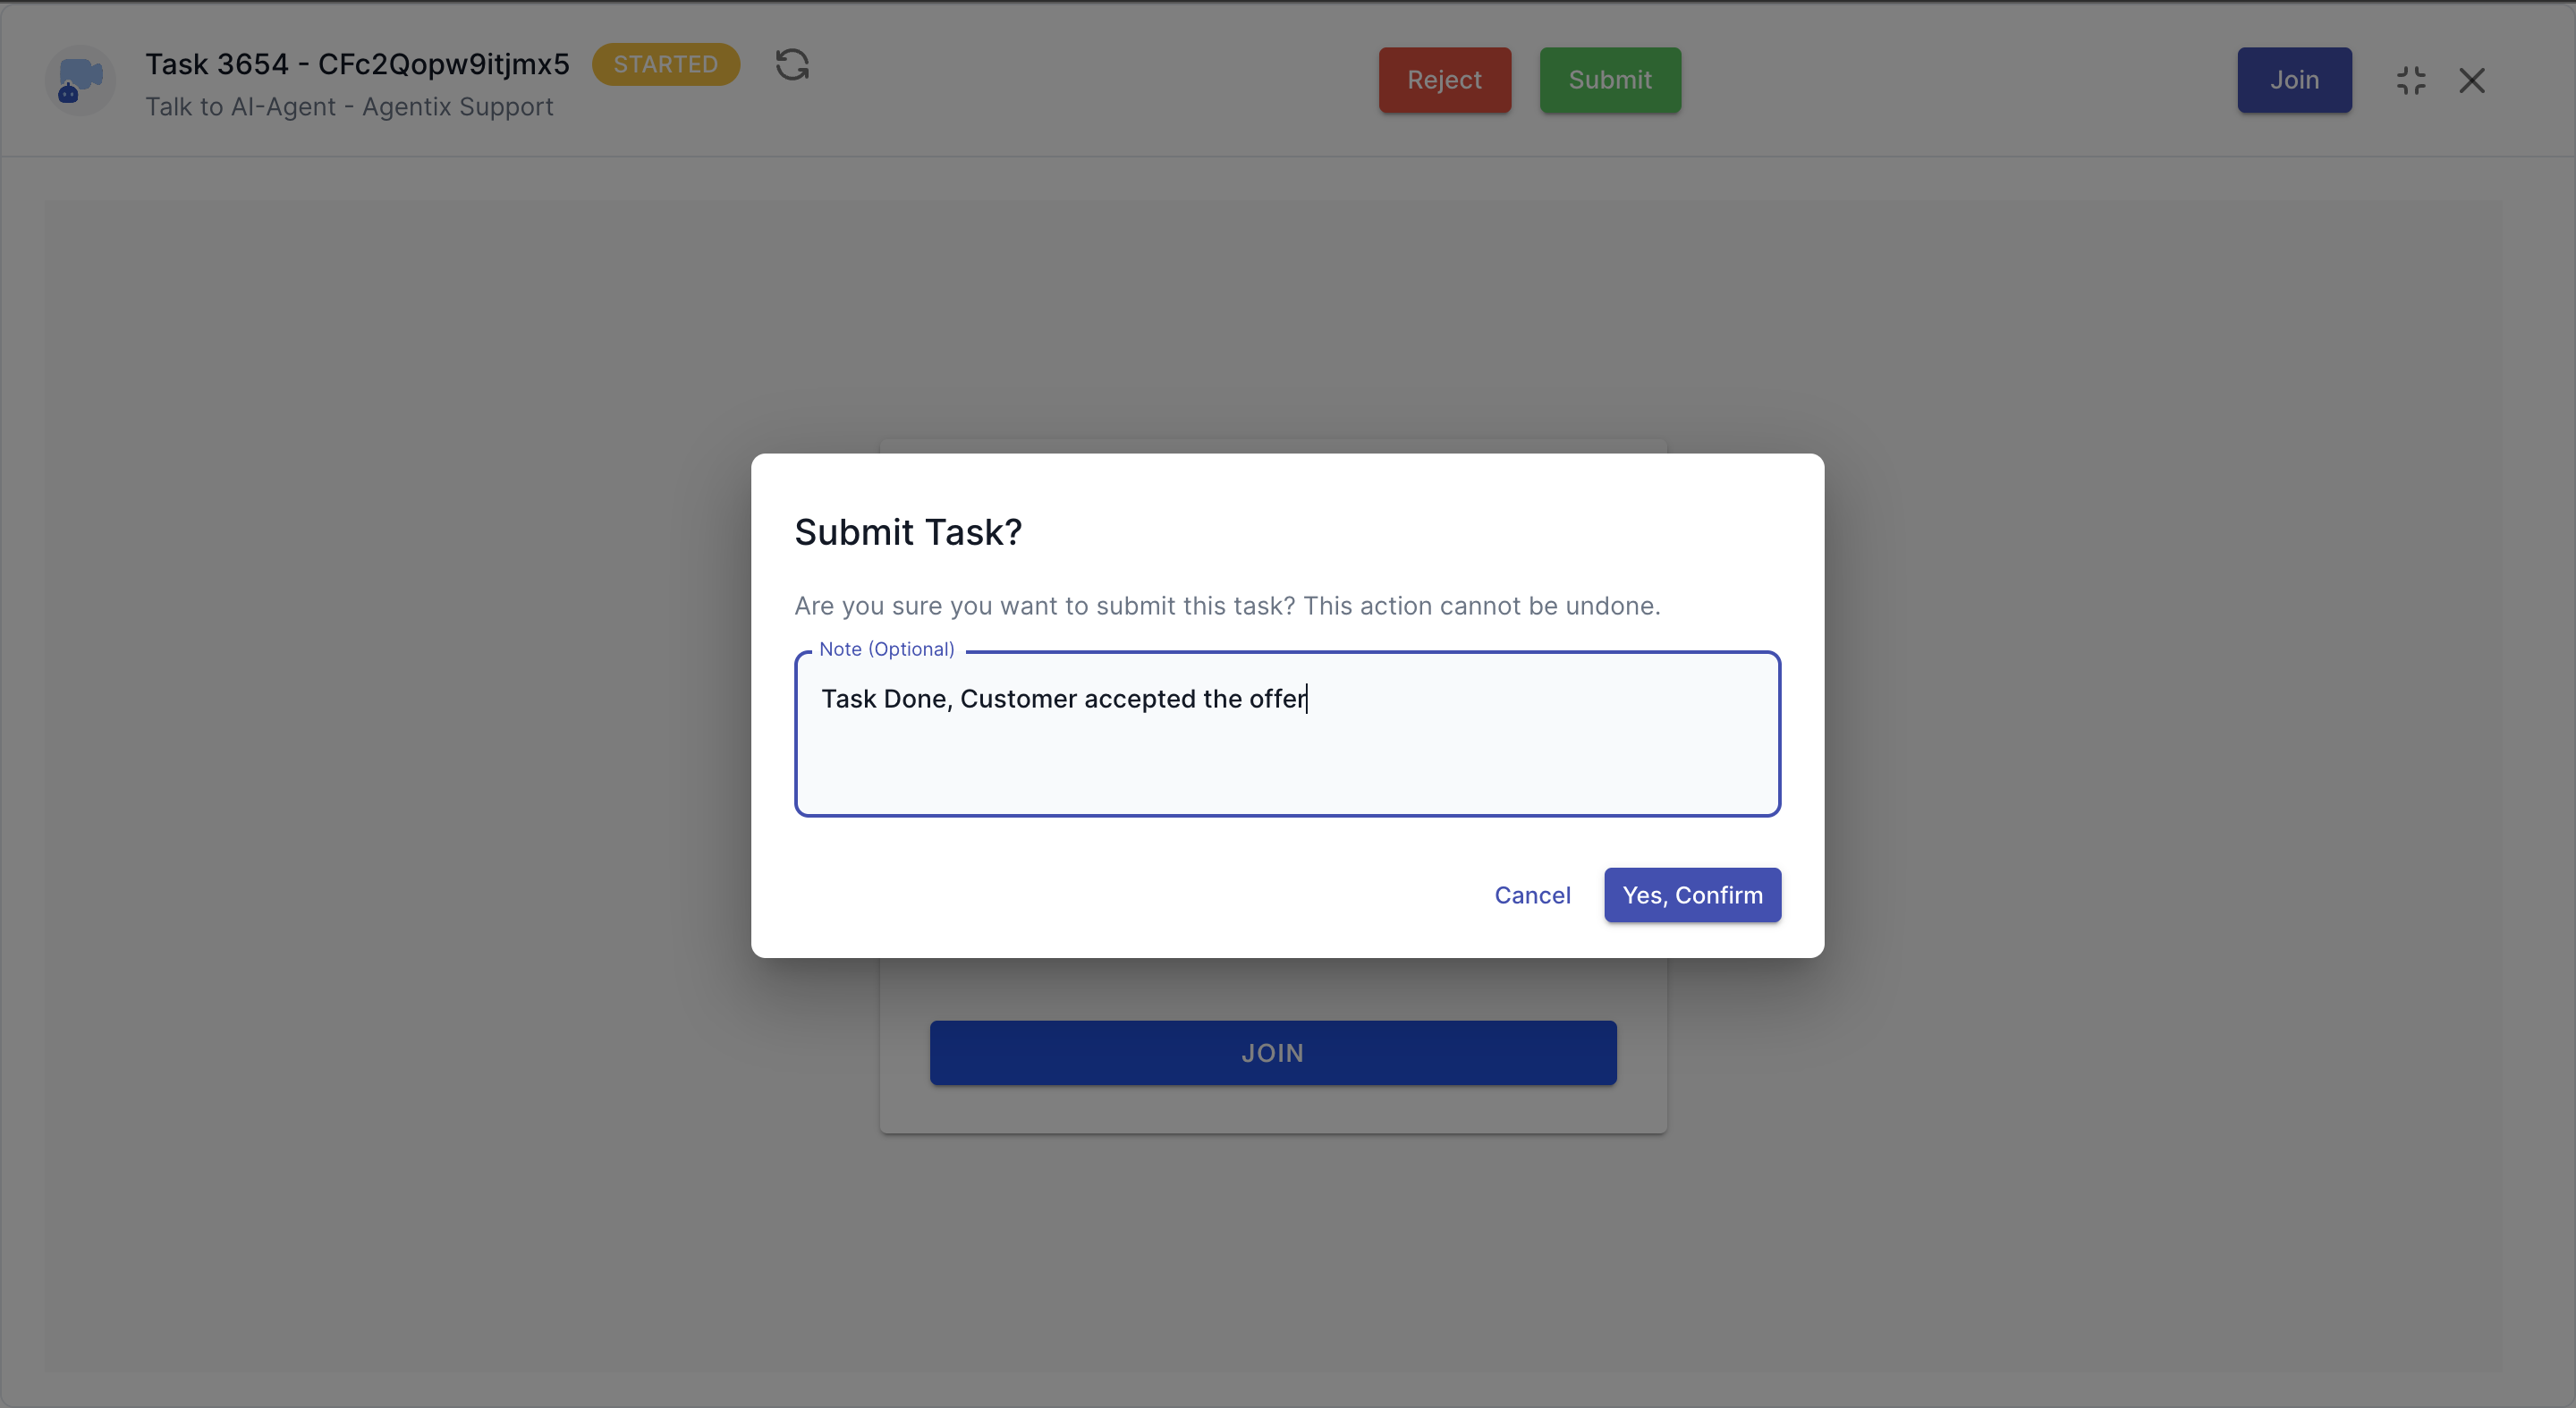 Task 3654 - CFc2Qopw9itjmx5 STARTED
Talk to AI-Agent - Agentix Support
Reject Submit Join
Submit Task?
Are you sure you want to submit this task? This action cannot be undone.
Note (Optional)
Task Done, Customer accepted the offer
Cancel Yes, Confirm
JOIN